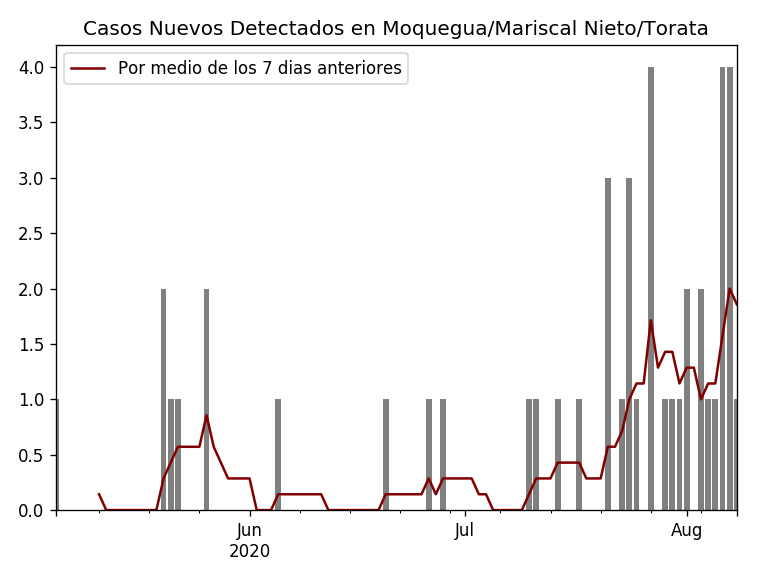 Casos Nuevos Detectados en Moquegua/Mariscal Nieto/Torata
Por medio de los 7 dias anteriores
4.0
3.5
3.0
2.5
2.0
1.5
1.0
0.5
0.0
Jun
2020
Jul
Aug